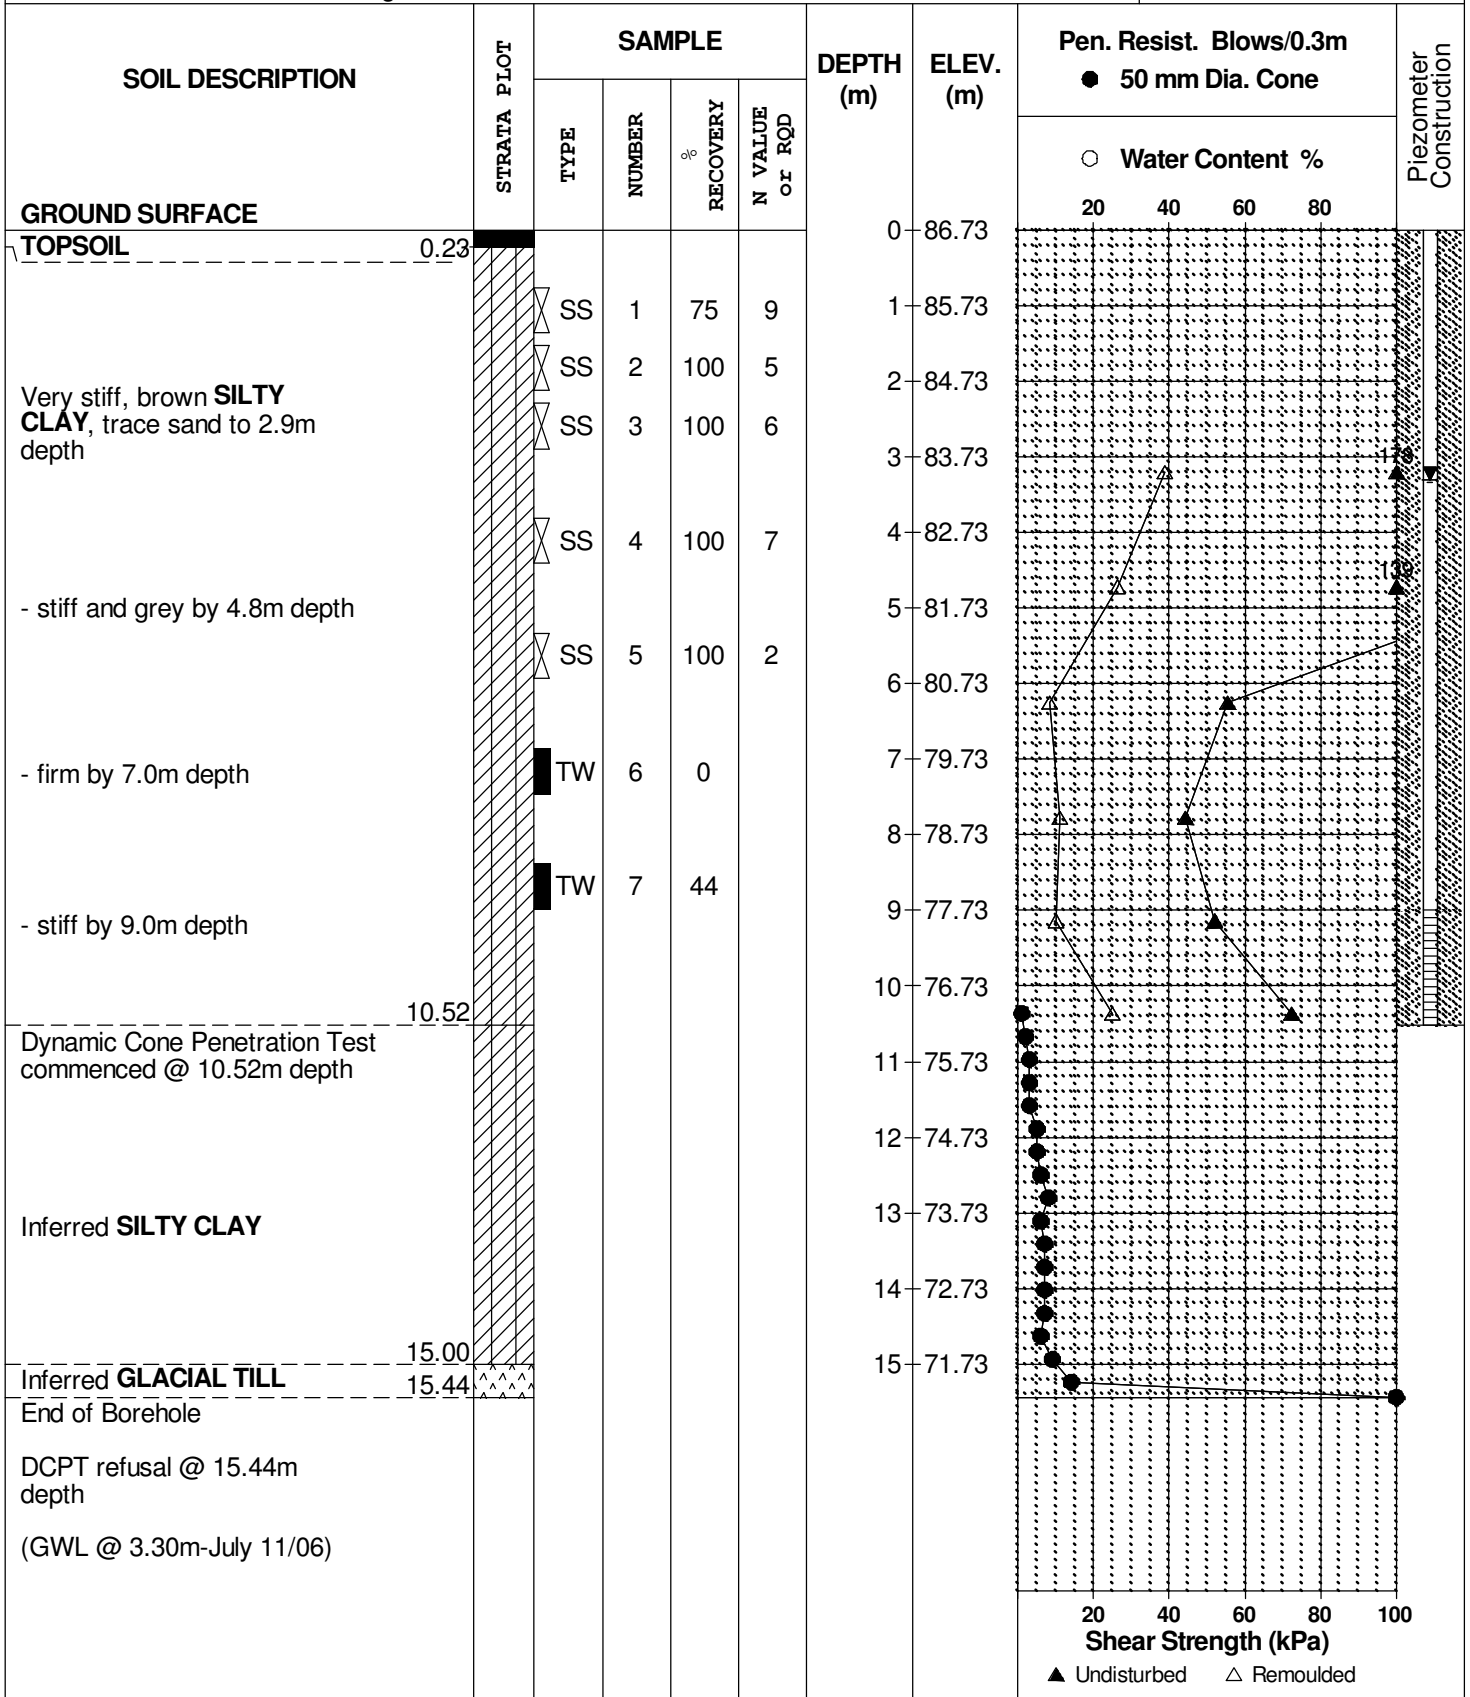 SOIL DESCRIPTION
GROUND SURFACE
STRATA PLOT
SAMPLE
TYPE
NUMBER
% RECOVERY
N VALUE or RQD
DEPTH (m)
ELEV. (m)
Pen. Resist. Blows/0.3m
● 50 mm Dia. Cone
○ Water Content %
20 40 60 80
Piezometer Construction
TOPSOIL 0.23
0 86.73
SS 1 75 9
1 85.73
SS 2 100 5
2 84.73
Very stiff, brown SILTY
CLAY, trace sand to 2.9m
depth
SS 3 100 6
3 83.73
178
SS 4 100 7
4 82.73
139
- stiff and grey by 4.8m depth
5 81.73
SS 5 100 2
6 80.73
- firm by 7.0m depth
TW 6 0
7 79.73
8 78.73
TW 7 44
9 77.73
- stiff by 9.0m depth
10 76.73
10.52
Dynamic Cone Penetration Test
commenced @ 10.52m depth
11 75.73
12 74.73
Inferred SILTY CLAY
13 73.73
14 72.73
15.00
15 71.73
Inferred GLACIAL TILL 15.44
End of Borehole
DCPT refusal @ 15.44m
depth
(GWL @ 3.30m-July 11/06)
20 40 60 80 100
Shear Strength (kPa)
▲ Undisturbed △ Remoulded